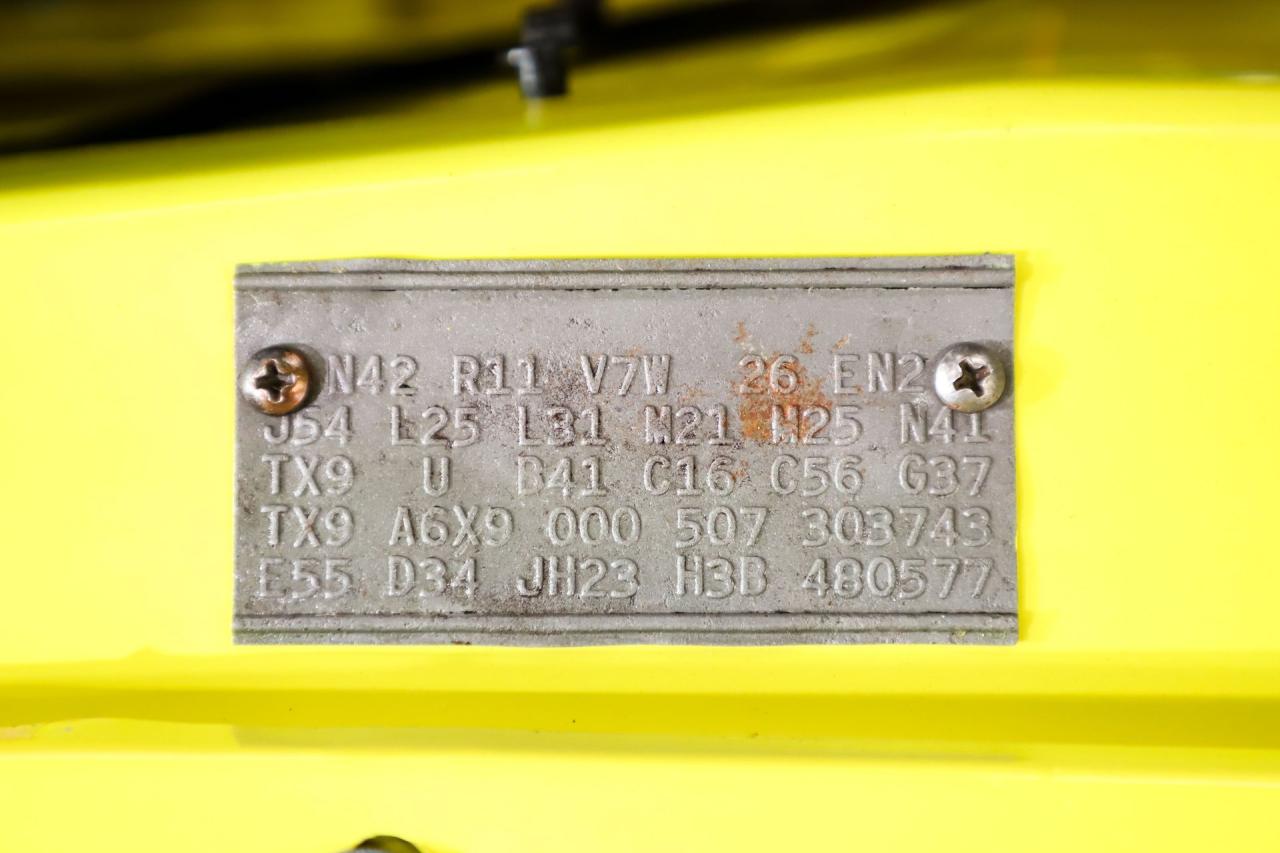 N42 R11 V7W 26 EN2
J54 L25 L31 M21 M25 N41
TX9 U B41 C16 C56 G37
TX9 A6X9 000 507 303743
E55 D34 JH23 H3B 480577